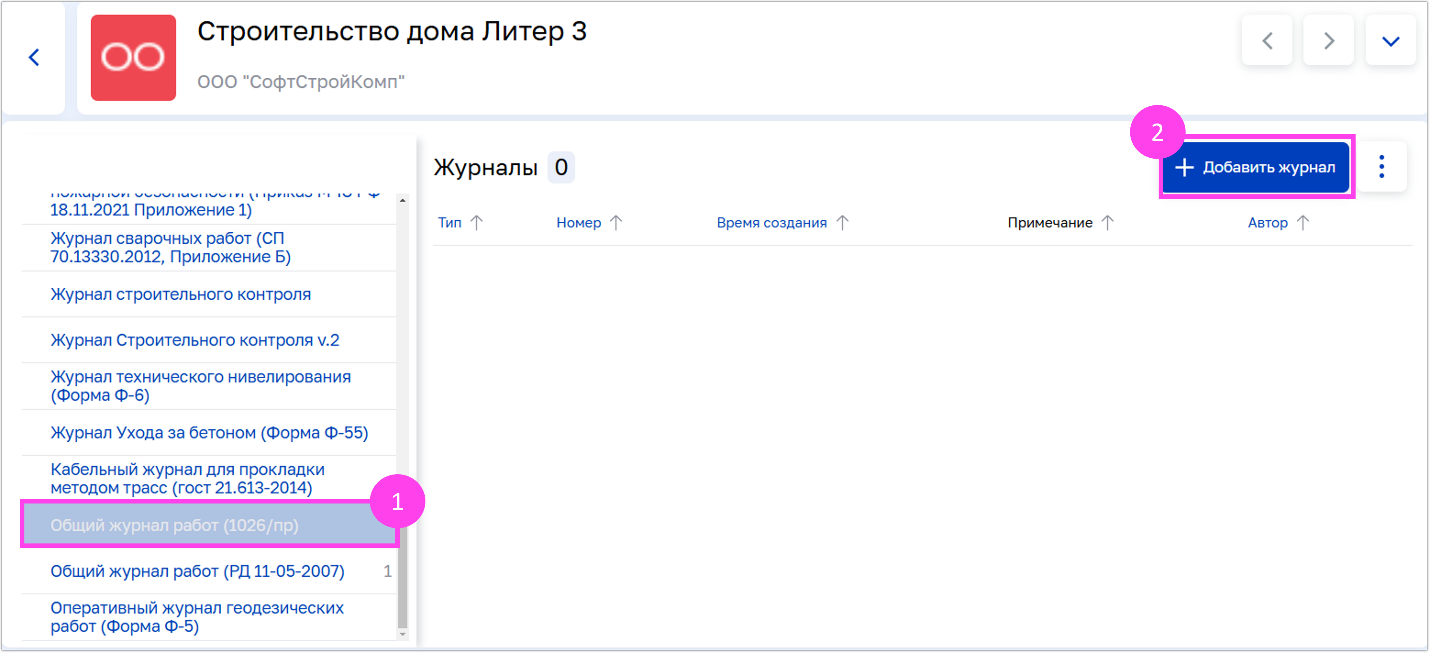 Строительство дома Литер 3
ООО "СофтСтройКомп"
2
Журналы 0
+ Добавить журнал
Тип Номер Время создания Примечание Автор
18.11.2021 Приложение 1)
Журнал сварочных работ (СП
70.13330.2012, Приложение Б)
Журнал строительного контроля
Журнал Строительного контроля v.2
Журнал технического нивелирования
(Форма Ф-6)
Журнал Ухода за бетоном (Форма Ф-55)
Кабельный журнал для прокладки
методом трасс (гост 21.613-2014)
1
Общий журнал работ (1026/пр)
Общий журнал работ (РД 11-05-2007) 1
Оперативный журнал геодезических
работ (Форма Ф-5)